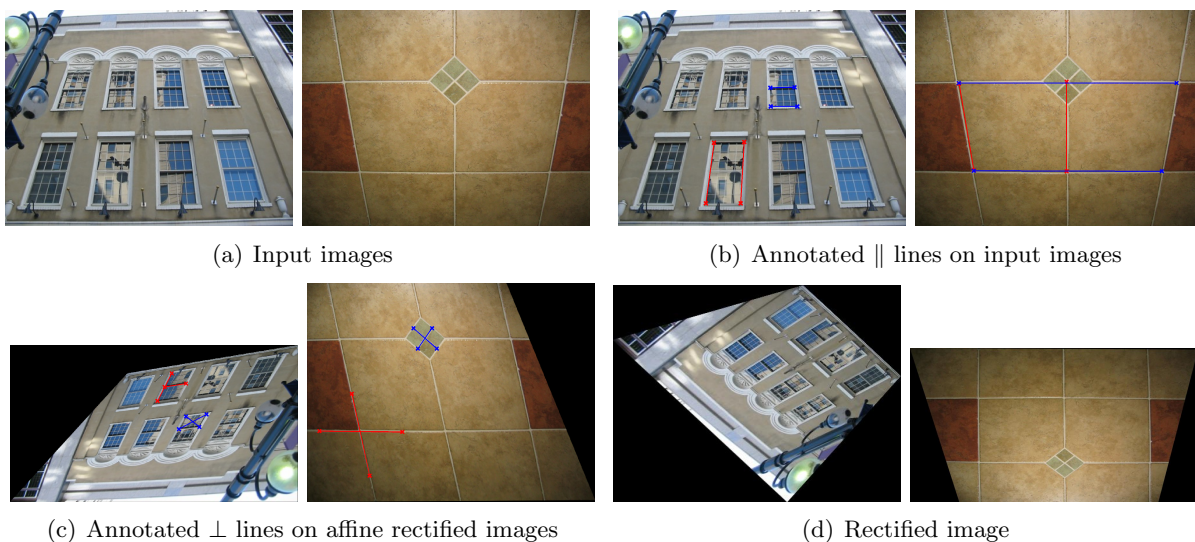 (a) Input images
(b) Annotated ∥ lines on input images
(c) Annotated ⊥ lines on affine rectified images
(d) Rectified image